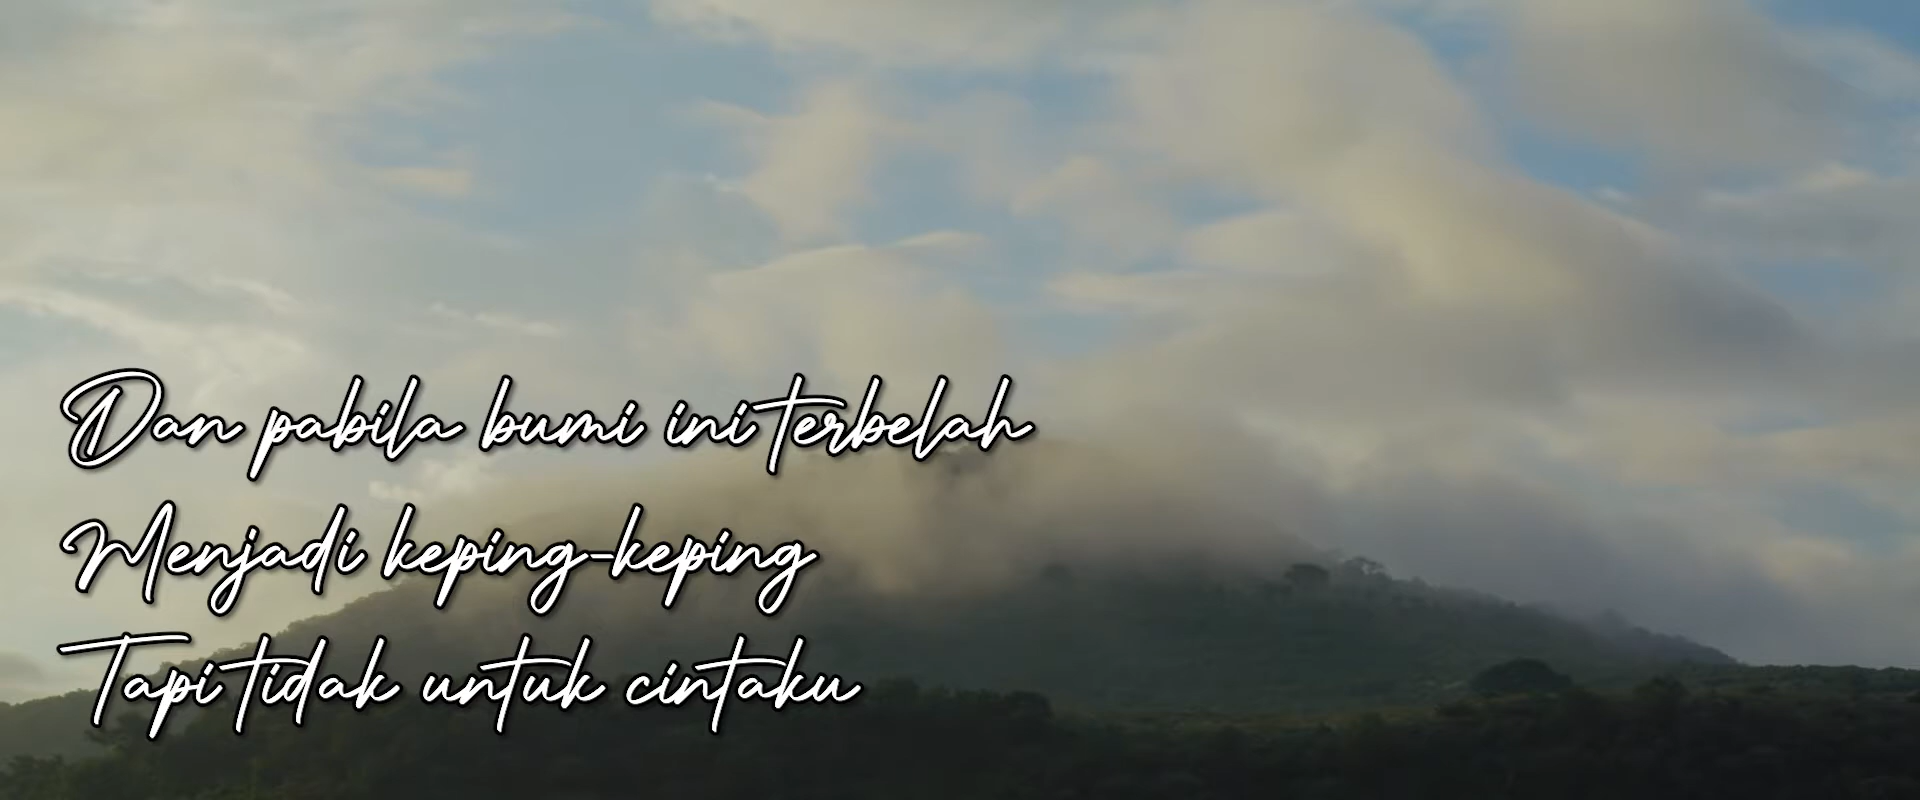 Dan pabila bumi ini terbelah
Menjadi keping-keping
Tapi tidak untuk cintaku